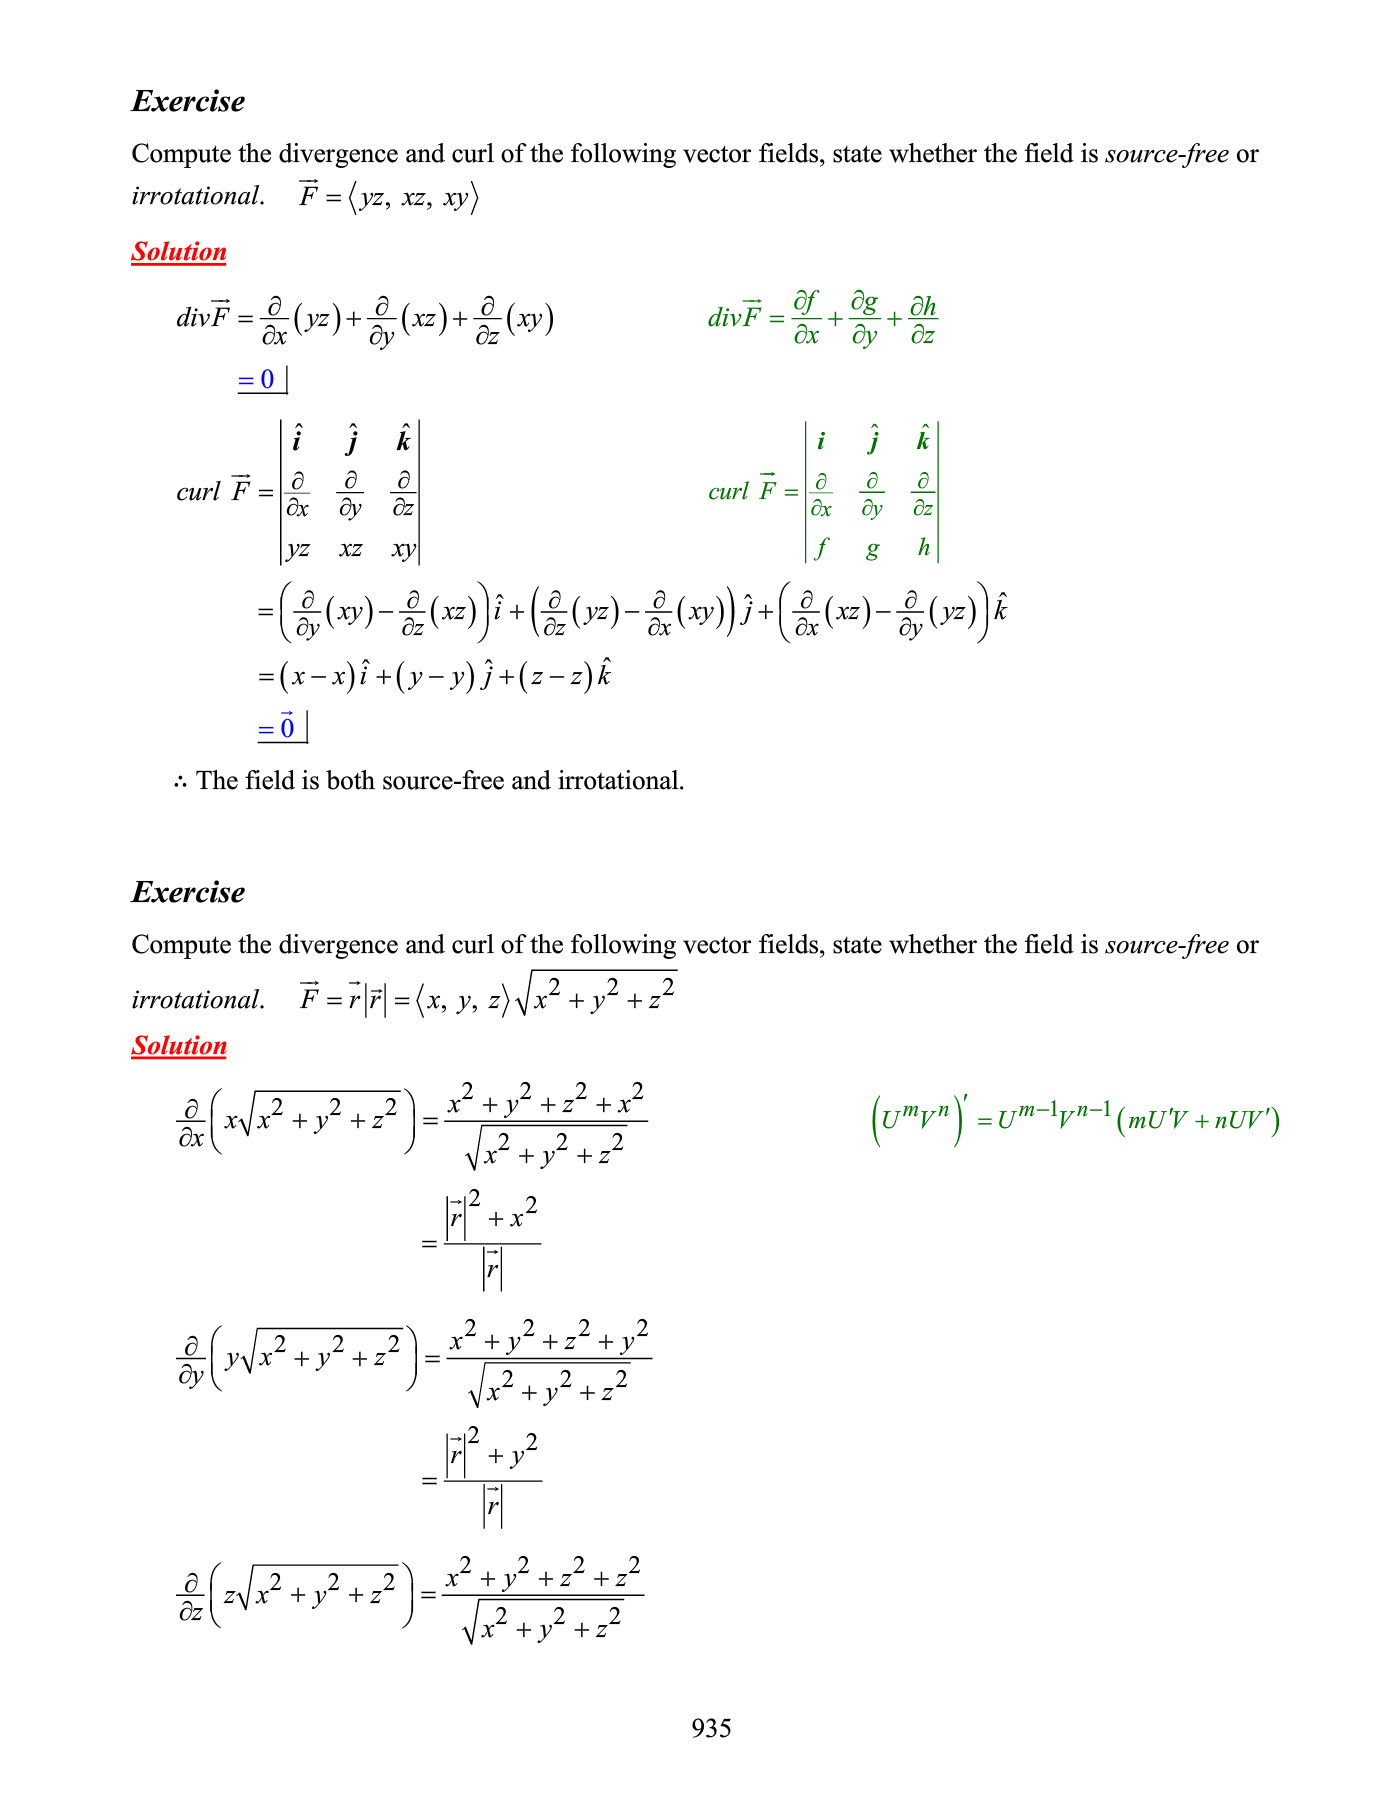 Exercise
Compute the divergence and curl of the following vector fields, state whether the field is source-free or
irrotational. $\vec{F} = \langle yz,\ xz,\ xy \rangle$
Solution
$div\vec{F} = \frac{\partial}{\partial x}(yz) + \frac{\partial}{\partial y}(xz) + \frac{\partial}{\partial z}(xy)$ $div\vec{F} = \frac{\partial f}{\partial x} + \frac{\partial g}{\partial y} + \frac{\partial h}{\partial z}$
$= 0$
$curl\ \vec{F} = \begin{vmatrix} \hat{i} & \hat{j} & \hat{k} \\ \frac{\partial}{\partial x} & \frac{\partial}{\partial y} & \frac{\partial}{\partial z} \\ yz & xz & xy \end{vmatrix}$ $curl\ \vec{F} = \begin{vmatrix} i & \hat{j} & \hat{k} \\ \frac{\partial}{\partial x} & \frac{\partial}{\partial y} & \frac{\partial}{\partial z} \\ f & g & h \end{vmatrix}$
$= \left(\frac{\partial}{\partial y}(xy) - \frac{\partial}{\partial z}(xz)\right)\hat{i} + \left(\frac{\partial}{\partial z}(yz) - \frac{\partial}{\partial x}(xy)\right)\hat{j} + \left(\frac{\partial}{\partial x}(xz) - \frac{\partial}{\partial y}(yz)\right)\hat{k}$
$= (x - x)\hat{i} + (y - y)\hat{j} + (z - z)\hat{k}$
$= \vec{0}$
∴ The field is both source-free and irrotational.
Exercise
Compute the divergence and curl of the following vector fields, state whether the field is source-free or
irrotational. $\vec{F} = \vec{r}|\vec{r}| = \langle x,\ y,\ z \rangle \sqrt{x^2 + y^2 + z^2}$
Solution
$\frac{\partial}{\partial x}\left(x\sqrt{x^2 + y^2 + z^2}\right) = \frac{x^2 + y^2 + z^2 + x^2}{\sqrt{x^2 + y^2 + z^2}}$ $\left(U^m V^n\right)' = U^{m-1}V^{n-1}(mU'V + nUV')$
$= \frac{|\vec{r}|^2 + x^2}{|\vec{r}|}$
$\frac{\partial}{\partial y}\left(y\sqrt{x^2 + y^2 + z^2}\right) = \frac{x^2 + y^2 + z^2 + y^2}{\sqrt{x^2 + y^2 + z^2}}$
$= \frac{|\vec{r}|^2 + y^2}{|\vec{r}|}$
$\frac{\partial}{\partial z}\left(z\sqrt{x^2 + y^2 + z^2}\right) = \frac{x^2 + y^2 + z^2 + z^2}{\sqrt{x^2 + y^2 + z^2}}$
935